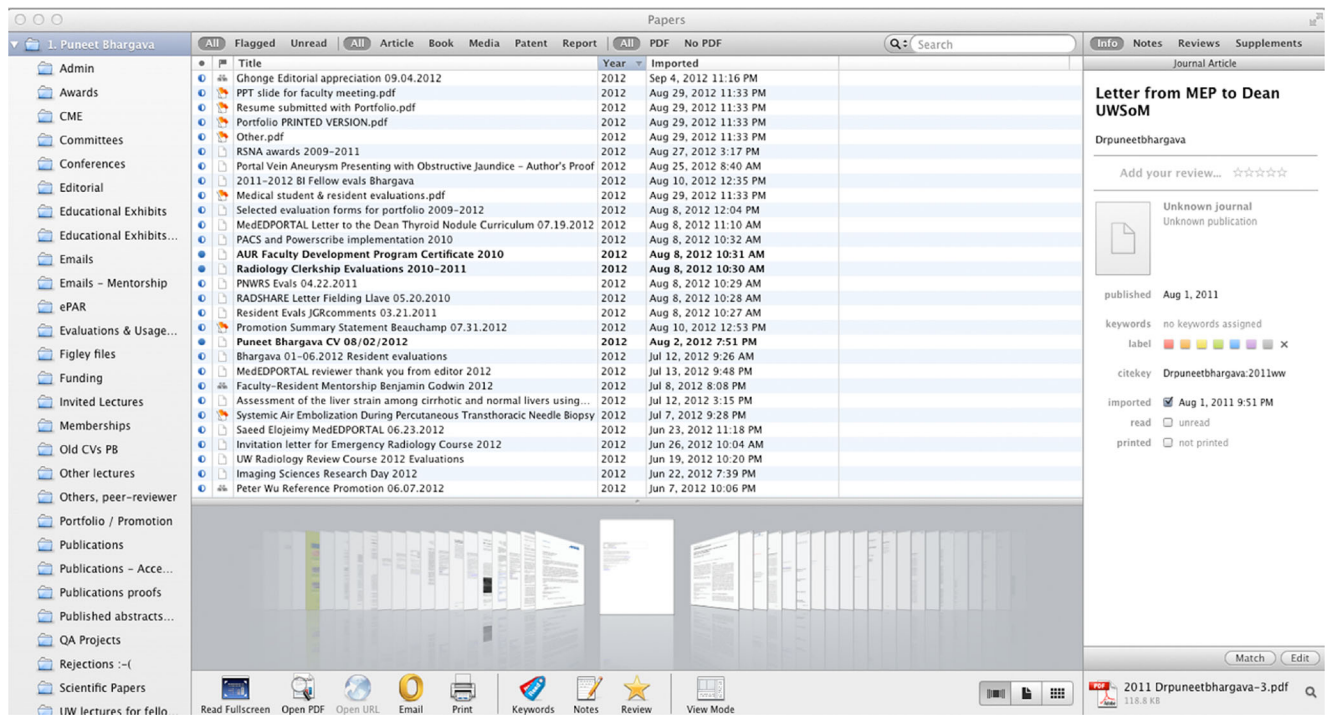 Papers
1. Puneet Bhargava
Admin
Awards
CME
Committees
Conferences
Editorial
Educational Exhibits
Educational Exhibits...
Emails
Emails – Mentorship
ePAR
Evaluations & Usage...
Figley files
Funding
Invited Lectures
Memberships
Old CVs PB
Other lectures
Others, peer-reviewer
Portfolio / Promotion
Publications
Publications – Acce...
Publications proofs
Published abstracts...
QA Projects
Rejections :-(
Scientific Papers
UW lectures for fello...
All Flagged Unread All Article Book Media Patent Report All PDF No PDF Search
Title Year Imported
Ghonge Editorial appreciation 09.04.2012 2012 Sep 4, 2012 11:16 PM
PPT slide for faculty meeting.pdf 2012 Aug 29, 2012 11:33 PM
Resume submitted with Portfolio.pdf 2012 Aug 29, 2012 11:33 PM
Portfolio PRINTED VERSION.pdf 2012 Aug 29, 2012 11:33 PM
Other.pdf 2012 Aug 29, 2012 11:33 PM
RSNA awards 2009-2011 2012 Aug 27, 2012 3:17 PM
Portal Vein Aneurysm Presenting with Obstructive Jaundice – Author's Proof 2012 Aug 25, 2012 8:40 AM
2011-2012 BI Fellow evals Bhargava 2012 Aug 10, 2012 12:35 PM
Medical student & resident evaluations.pdf 2012 Aug 29, 2012 11:33 PM
Selected evaluation forms for portfolio 2009-2012 2012 Aug 8, 2012 12:04 PM
MedEDPORTAL Letter to the Dean Thyroid Nodule Curriculum 07.19.2012 2012 Aug 8, 2012 11:10 AM
PACS and Powerscribe implementation 2010 2012 Aug 8, 2012 10:32 AM
AUR Faculty Development Program Certificate 2010 2012 Aug 8, 2012 10:31 AM
Radiology Clerkship Evaluations 2010-2011 2012 Aug 8, 2012 10:30 AM
PNWRS Evals 04.22.2011 2012 Aug 8, 2012 10:29 AM
RADSHARE Letter Fielding Llave 05.20.2010 2012 Aug 8, 2012 10:28 AM
Resident Evals JGRcomments 03.21.2011 2012 Aug 8, 2012 10:27 AM
Promotion Summary Statement Beauchamp 07.31.2012 2012 Aug 10, 2012 12:53 PM
Puneet Bhargava CV 08/02/2012 2012 Aug 2, 2012 7:51 PM
Bhargava 01-06.2012 Resident evaluations 2012 Jul 12, 2012 9:26 AM
MedEDPORTAL reviewer thank you from editor 2012 2012 Jul 13, 2012 9:48 PM
Faculty-Resident Mentorship Benjamin Godwin 2012 2012 Jul 8, 2012 8:08 PM
Assessment of the liver strain among cirrhotic and normal livers using... 2012 Jul 12, 2012 3:15 PM
Systemic Air Embolization During Percutaneous Transthoracic Needle Biopsy 2012 Jul 7, 2012 9:28 PM
Saeed Elojeimy MedEDPORTAL 06.23.2012 2012 Jun 23, 2012 11:18 PM
Invitation letter for Emergency Radiology Course 2012 2012 Jun 26, 2012 10:04 AM
UW Radiology Review Course 2012 Evaluations 2012 Jun 19, 2012 10:20 PM
Imaging Sciences Research Day 2012 2012 Jun 22, 2012 7:39 PM
Peter Wu Reference Promotion 06.07.2012 2012 Jun 7, 2012 10:06 PM
Read Fullscreen Open PDF Open URL Email Print Keywords Notes Review View Mode
Info Notes Reviews Supplements
Journal Article
Letter from MEP to Dean
UWSoM
Drpuneetbhargava
Add your review...
Unknown journal
Unknown publication
published Aug 1, 2011
keywords no keywords assigned
label
citekey Drpuneetbhargava:2011ww
imported Aug 1, 2011 9:51 PM
read unread
printed not printed
Match Edit
PDF
2011 Drpuneetbhargava-3.pdf
118.8 KB